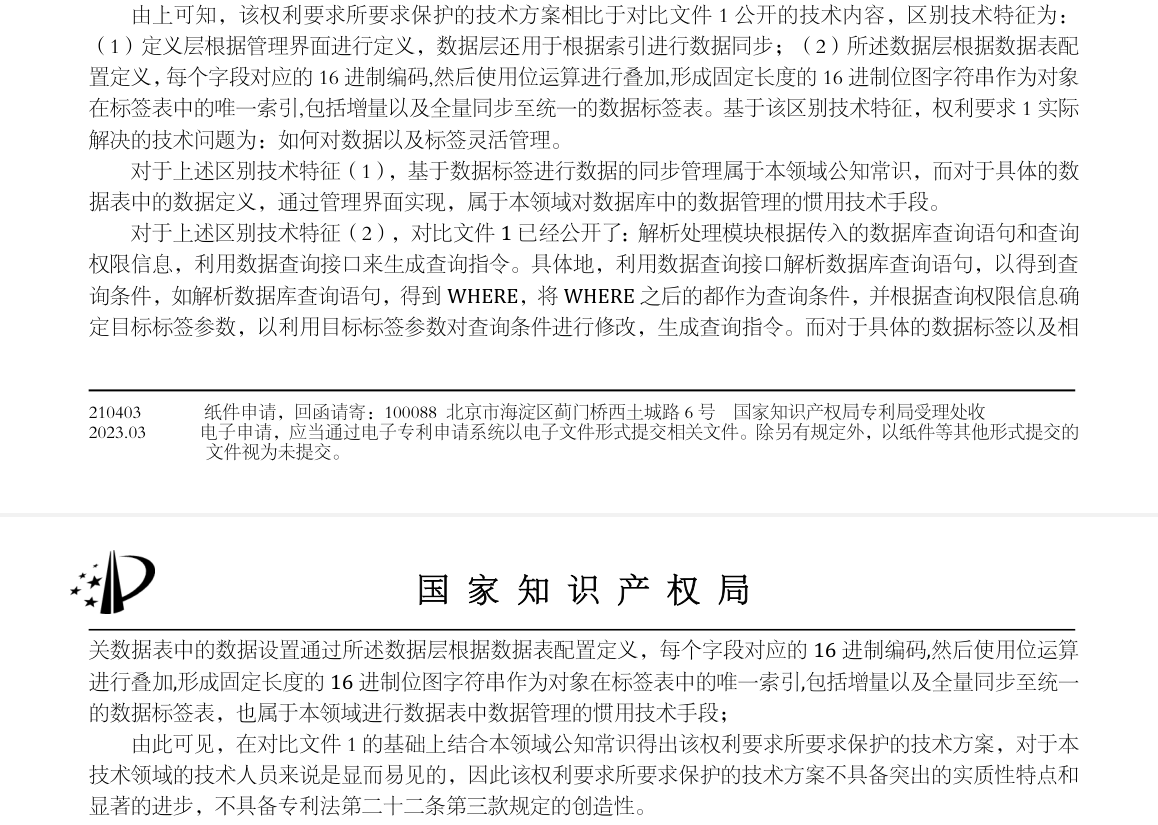 由上可知，该权利要求所要求保护的技术方案相比于对比文件 1 公开的技术内容，区别技术特征为：
（1）定义层根据管理界面进行定义，数据层还用于根据索引进行数据同步；（2）所述数据层根据数据表配
置定义，每个字段对应的 16 进制编码,然后使用位运算进行叠加,形成固定长度的 16 进制位图字符串作为对象
在标签表中的唯一索引,包括增量以及全量同步至统一的数据标签表。基于该区别技术特征，权利要求 1 实际
解决的技术问题为：如何对数据以及标签灵活管理。
对于上述区别技术特征（1），基于数据标签进行数据的同步管理属于本领域公知常识，而对于具体的数
据表中的数据定义，通过管理界面实现，属于本领域对数据库中的数据管理的惯用技术手段。
对于上述区别技术特征（2），对比文件 1 已经公开了：解析处理模块根据传入的数据库查询语句和查询
权限信息，利用数据查询接口来生成查询指令。具体地，利用数据查询接口解析数据库查询语句，以得到查
询条件，如解析数据库查询语句，得到 WHERE，将 WHERE 之后的都作为查询条件，并根据查询权限信息确
定目标标签参数，以利用目标标签参数对查询条件进行修改，生成查询指令。而对于具体的数据标签以及相
210403 纸件申请，回函请寄：100088 北京市海淀区蓟门桥西土城路 6 号 国家知识产权局专利局受理处收
2023.03 电子申请，应当通过电子专利申请系统以电子文件形式提交相关文件。除另有规定外，以纸件等其他形式提交的
文件视为未提交。
国家知识产权局
关数据表中的数据设置通过所述数据层根据数据表配置定义，每个字段对应的 16 进制编码,然后使用位运算
进行叠加,形成固定长度的 16 进制位图字符串作为对象在标签表中的唯一索引,包括增量以及全量同步至统一
的数据标签表，也属于本领域进行数据表中数据管理的惯用技术手段；
由此可见，在对比文件 1 的基础上结合本领域公知常识得出该权利要求所要求保护的技术方案，对于本
技术领域的技术人员来说是显而易见的，因此该权利要求所要求保护的技术方案不具备突出的实质性特点和
显著的进步，不具备专利法第二十二条第三款规定的创造性。